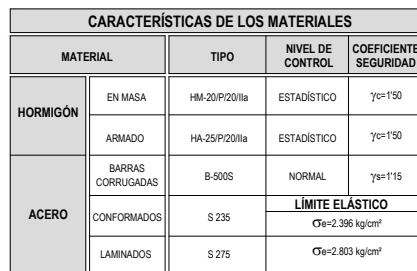 CARACTERÍSTICAS DE LOS MATERIALES
MATERIAL TIPO NIVEL DE CONTROL COEFICIENTE SEGURIDAD
HORMIGÓN
EN MASA HM-20/P/20/IIa ESTADÍSTICO γc=1'50
ARMADO HA-25/P/20/IIa ESTADÍSTICO γc=1'50
ACERO
BARRAS CORRUGADAS B-500S NORMAL γs=1'15
LÍMITE ELÁSTICO
CONFORMADOS S 235 σe=2.396 kg/cm²
LAMINADOS S 275 σe=2.803 kg/cm²